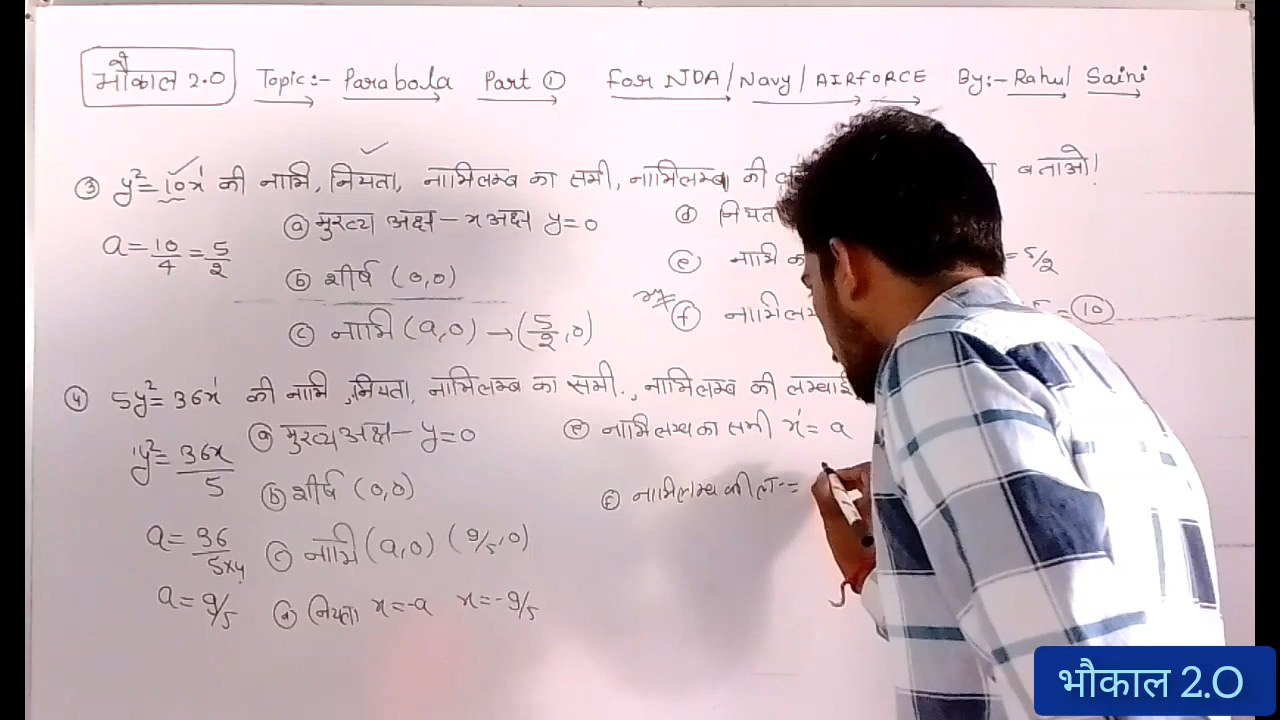 भौकाल 2.0 Topic:- Parabola Part ① for NDA/Navy/AIRFORCE By:- Rahul Saini
③ y²=10x की नाभि, नियता, नाभिलम्ब का समी, नाभिलम्ब की बताओ!
a=10/4=5/2
ⓐ मुख्य अक्ष - x अक्ष y=0
ⓑ शीर्ष (0,0)
ⓒ नाभि (a,0) → (5/2,0)
ⓓ नियता
ⓔ नाभि = 5/2
ⓕ = 10
④ 5y²=36x की नाभि, नियता, नाभिलम्ब का समी., नाभिलम्ब की लम्बाई
y²=36x/5
a=36/5×4
a=9/5
ⓐ मुख्य अक्ष - y=0
ⓑ शीर्ष (0,0)
ⓒ नाभि (a,0) (9/5,0)
ⓓ नियता x=-a x=-9/5
ⓔ नाभिलम्ब का समी x=a
ⓕ नाभिलम्ब की ल॰-=
भौकाल 2.0